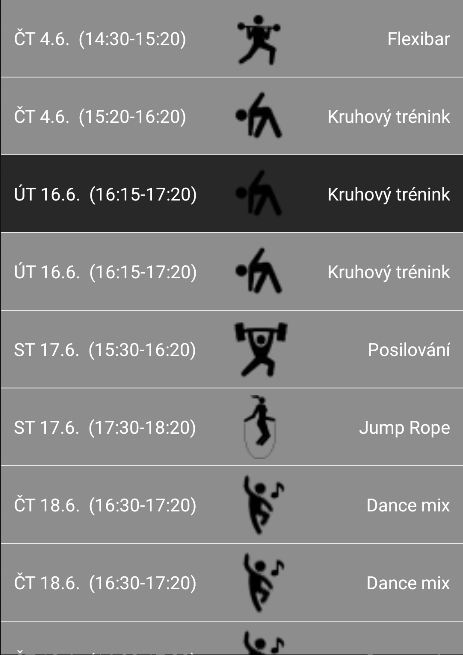 ČT 4.6. (14:30-15:20) Flexibar
ČT 4.6. (15:20-16:20) Kruhový trénink
ÚT 16.6. (16:15-17:20) Kruhový trénink
ÚT 16.6. (16:15-17:20) Kruhový trénink
ST 17.6. (15:30-16:20) Posilování
ST 17.6. (17:30-18:20) Jump Rope
ČT 18.6. (16:30-17:20) Dance mix
ČT 18.6. (16:30-17:20) Dance mix